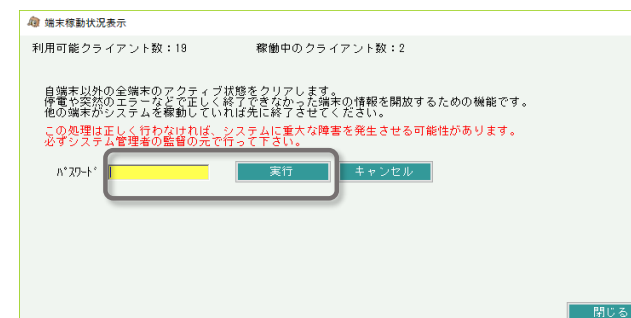 端末稼動状況表示
利用可能クライアント数：19 稼働中のクライアント数：2
自端末以外の全端末のアクティブ状態をクリアします。
停電や突然のエラーなどで正しく終了できなかった端末の情報を開放するための機能です。
他の端末がシステムを稼動していれば先に終了させてください。
この処理は正しく行わなければ、システムに重大な障害を発生させる可能性があります。
必ずシステム管理者の監督の元で行って下さい。
ﾊﾟｽﾜｰﾄﾞ 実行 キャンセル
閉じる